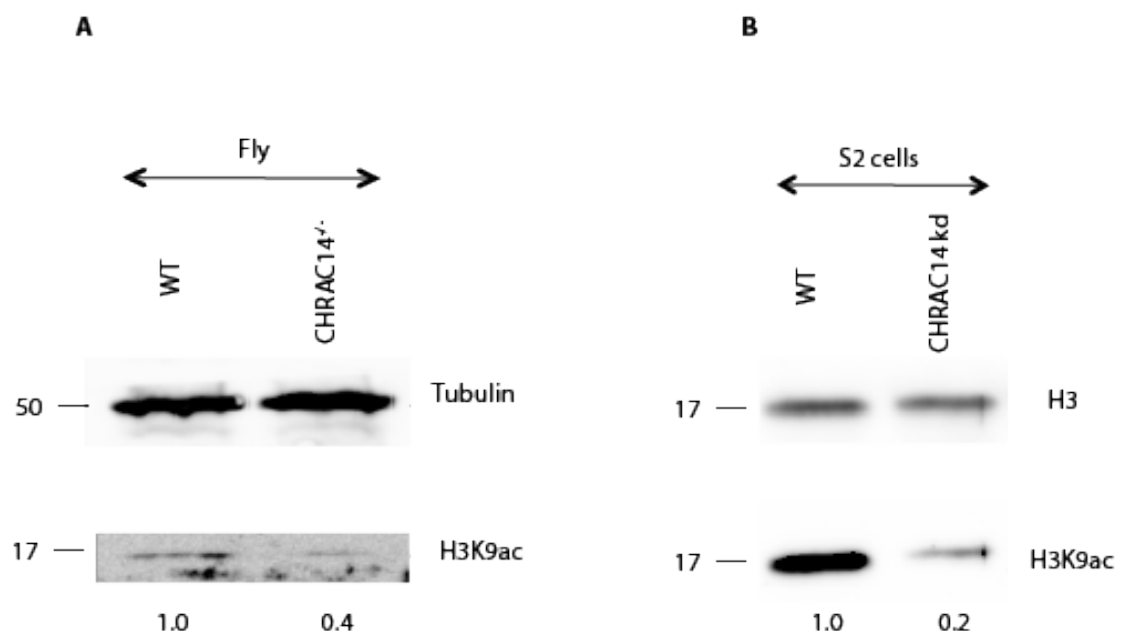 A
B
Fly
S2 cells
WT
CHRAC14-/-
WT
CHRAC14 kd
50
Tubulin
17
H3
17
H3K9ac
17
H3K9ac
1.0
0.4
1.0
0.2